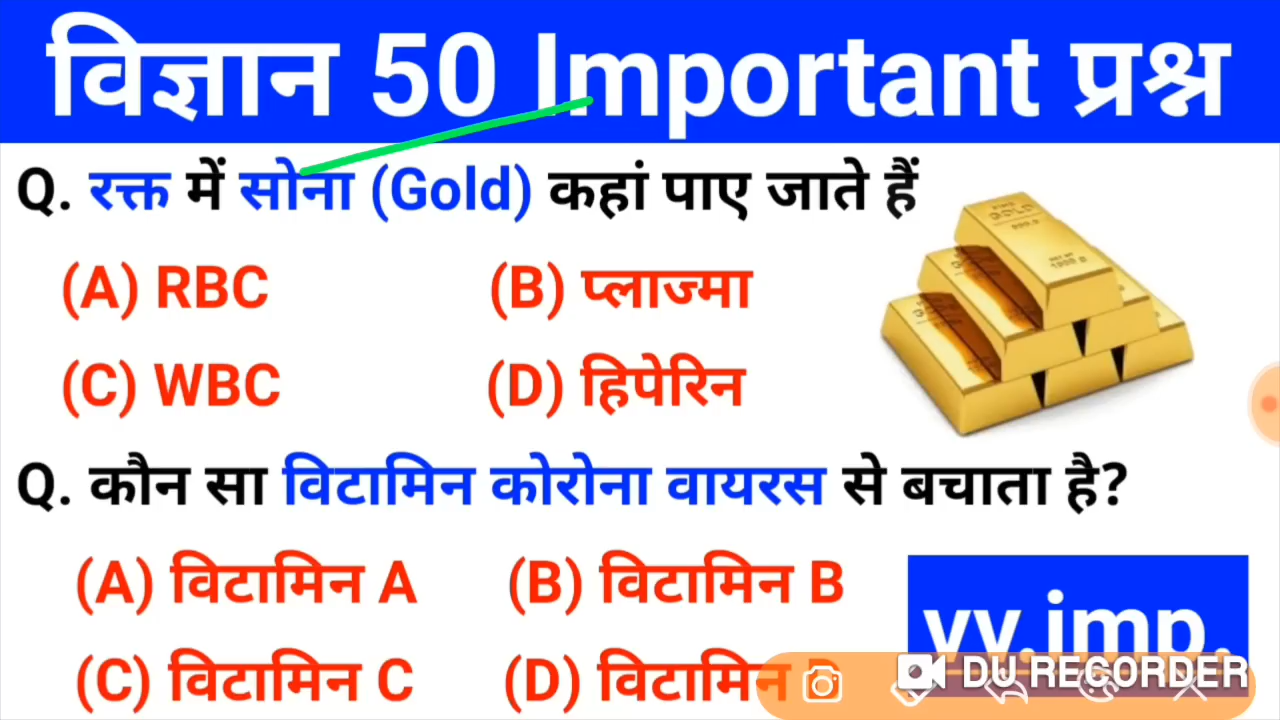 विज्ञान 50 Important प्रश्न
Q. रक्त में सोना (Gold) कहां पाए जाते हैं
(A) RBC (B) प्लाज्मा
(C) WBC (D) हिपेरिन
Q. कौन सा विटामिन कोरोना वायरस से बचाता है?
(A) विटामिन A (B) विटामिन B
(C) विटामिन C (D) विटामिन
vv.imp.
DU RECORDER